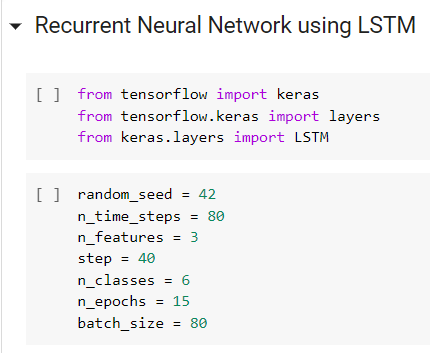 Recurrent Neural Network using LSTM
[ ] from tensorflow import keras
from tensorflow.keras import layers
from keras.layers import LSTM
[ ] random_seed = 42
n_time_steps = 80
n_features = 3
step = 40
n_classes = 6
n_epochs = 15
batch_size = 80